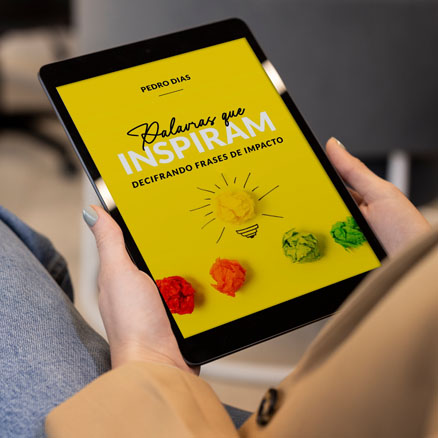 PEDRO DIAS
Palavras que
INSPIRAM
DECIFRANDO FRASES DE IMPACTO